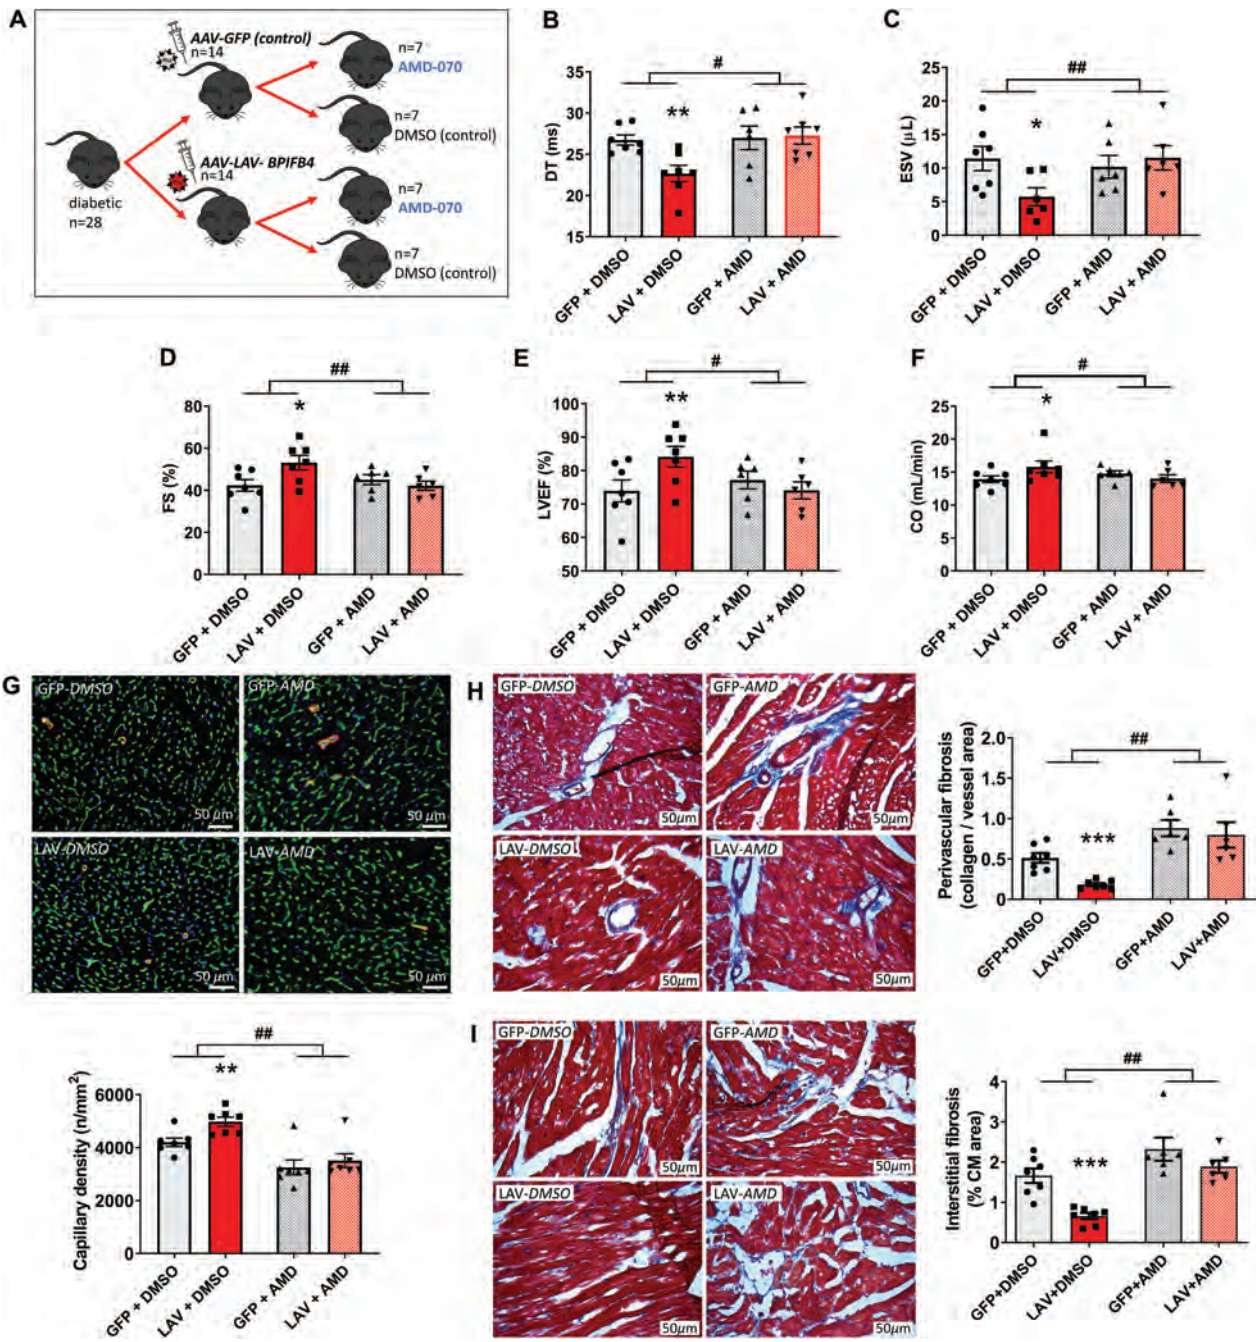 A
AAV-GFP (control)
n=14
n=7
AMD-070
n=7
DMSO (control)
AAV-LAV- BPIFB4
n=14
diabetic
n=28
n=7
AMD-070
n=7
DMSO (control)
B
#
**
DT (ms)
35
30
25
20
15
GFP + DMSO
LAV + DMSO
GFP + AMD
LAV + AMD
C
##
*
ESV (µL)
25
20
15
10
5
0
GFP + DMSO
LAV + DMSO
GFP + AMD
LAV + AMD
D
##
*
FS (%)
80
60
40
20
0
GFP + DMSO
LAV + DMSO
GFP + AMD
LAV + AMD
E
#
**
LVEF (%)
100
90
80
70
60
50
GFP + DMSO
LAV + DMSO
GFP + AMD
LAV + AMD
F
#
*
CO (mL/min)
25
20
15
10
5
0
GFP + DMSO
LAV + DMSO
GFP + AMD
LAV + AMD
G
GFP-DMSO
50 µm
GFP-AMD
50 µm
LAV-DMSO
50 µm
LAV-AMD
50 µm
##
**
Capillary density (n/mm²)
6000
4000
2000
0
GFP + DMSO
LAV + DMSO
GFP + AMD
LAV + AMD
H
GFP-DMSO
50µm
GFP-AMD
50µm
LAV-DMSO
50µm
LAV-AMD
50µm
##
***
Perivascular fibrosis
(collagen / vessel area)
2.0
1.5
1.0
0.5
0
GFP+DMSO
LAV+DMSO
GFP+AMD
LAV+AMD
I
GFP-DMSO
50µm
GFP-AMD
50µm
LAV-DMSO
50µm
LAV-AMD
50µm
##
***
Interstitial fibrosis
(% CM area)
4
3
2
1
0
GFP+DMSO
LAV+DMSO
GFP+AMD
LAV+AMD